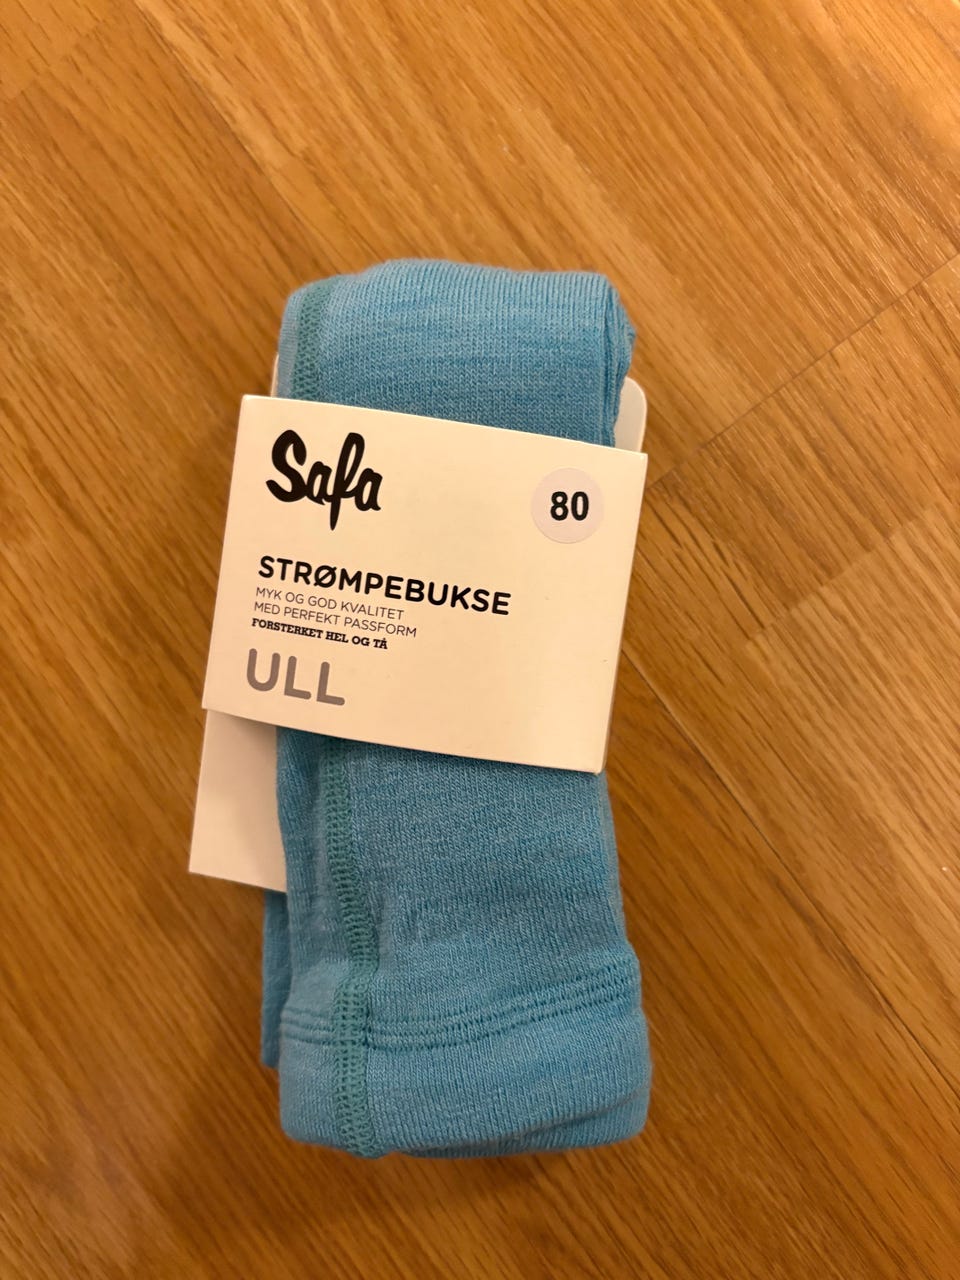 Safa
80
STRØMPEBUKSE
MYK OG GOD KVALITET
MED PERFEKT PASSFORM
FORSTERKET HEL OG TÅ
ULL